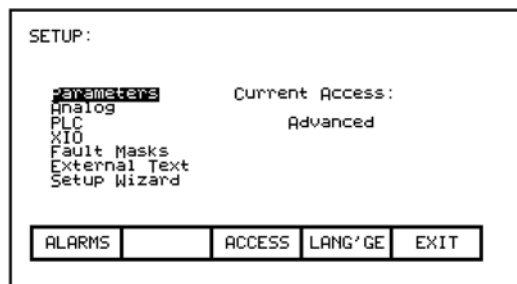 SETUP:
Parameters Current Access:
Analog
PLC Advanced
XIO
Fault Masks
External Text
Setup Wizard
ALARMS ACCESS LANG'GE EXIT